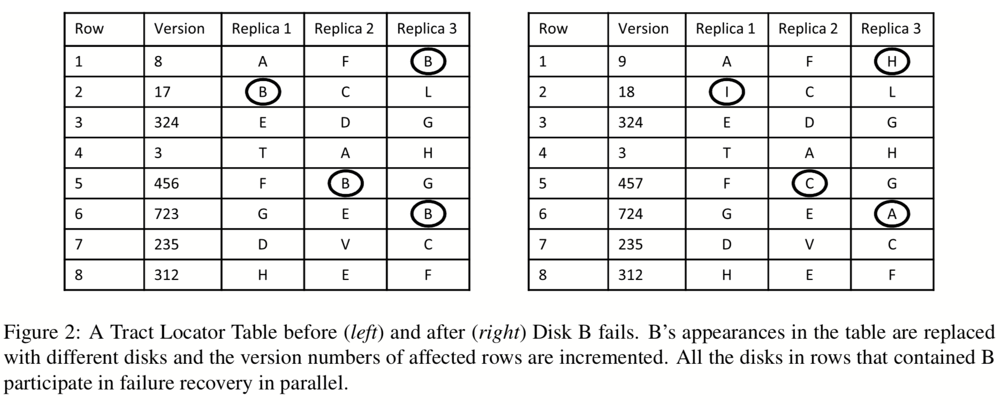 Row Version Replica 1 Replica 2 Replica 3
1 8 A F B
2 17 B C L
3 324 E D G
4 3 T A H
5 456 F B G
6 723 G E B
7 235 D V C
8 312 H E F
Row Version Replica 1 Replica 2 Replica 3
1 9 A F H
2 18 I C L
3 324 E D G
4 3 T A H
5 457 F C G
6 724 G E A
7 235 D V C
8 312 H E F
Figure 2: A Tract Locator Table before (left) and after (right) Disk B fails. B's appearances in the table are replaced
with different disks and the version numbers of affected rows are incremented. All the disks in rows that contained B
participate in failure recovery in parallel.